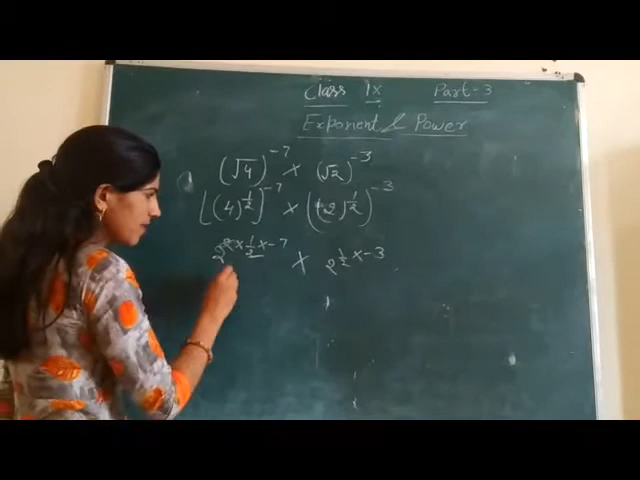 Class IX Part-3
Exponent & Power
(√4)^-7 × (√2)^-3
[(4)^1/2]^-7 × (2)^1/2)^-3
2^2×1/2×-7 × 2^1/2×-3